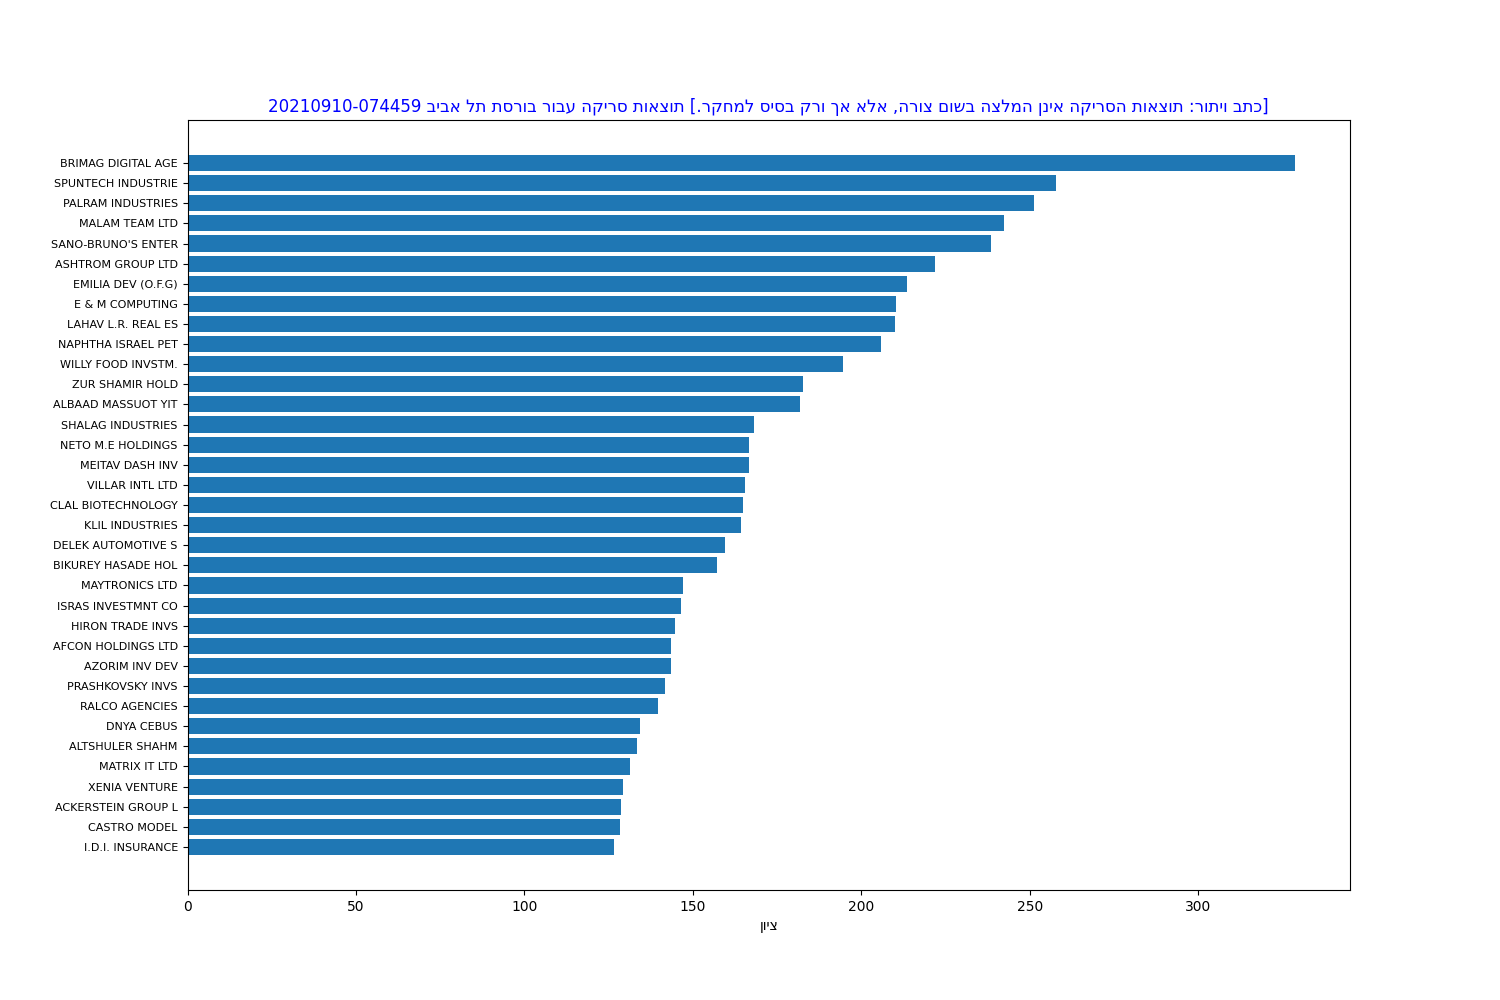 [כתב ויתור: תוצאות הסריקה אינן המלצה בשום צורה, אלא אך ורק בסיס למחקר.] תוצאות סריקה עבור בורסת תל אביב 20210910-074459
BRIMAG DIGITAL AGE
SPUNTECH INDUSTRIE
PALRAM INDUSTRIES
MALAM TEAM LTD
SANO-BRUNO'S ENTER
ASHTROM GROUP LTD
EMILIA DEV (O.F.G)
E & M COMPUTING
LAHAV L.R. REAL ES
NAPHTHA ISRAEL PET
WILLY FOOD INVSTM.
ZUR SHAMIR HOLD
ALBAAD MASSUOT YIT
SHALAG INDUSTRIES
NETO M.E HOLDINGS
MEITAV DASH INV
VILLAR INTL LTD
CLAL BIOTECHNOLOGY
KLIL INDUSTRIES
DELEK AUTOMOTIVE S
BIKUREY HASADE HOL
MAYTRONICS LTD
ISRAS INVESTMNT CO
HIRON TRADE INVS
AFCON HOLDINGS LTD
AZORIM INV DEV
PRASHKOVSKY INVS
RALCO AGENCIES
DNYA CEBUS
ALTSHULER SHAHM
MATRIX IT LTD
XENIA VENTURE
ACKERSTEIN GROUP L
CASTRO MODEL
I.D.I. INSURANCE
0 50 100 150 200 250 300
ציון